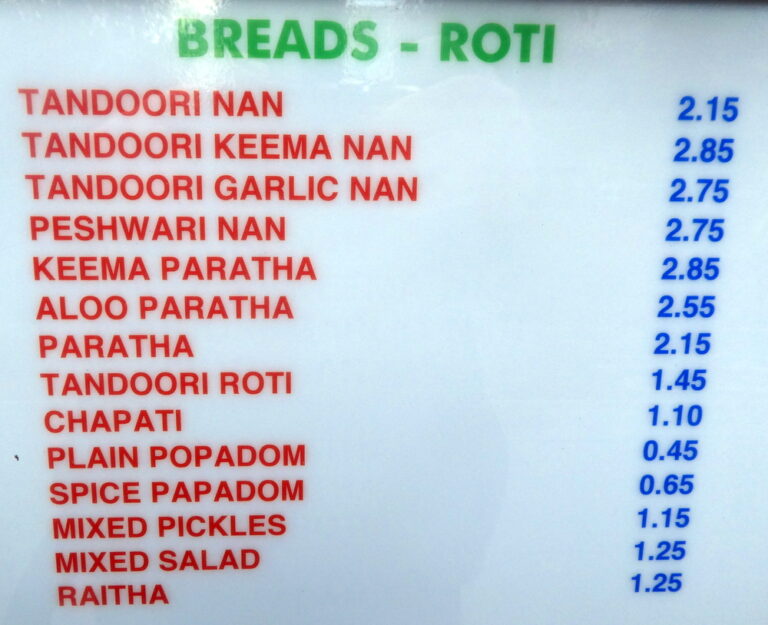 BREADS - ROTI
TANDOORI NAN 2.15
TANDOORI KEEMA NAN 2.85
TANDOORI GARLIC NAN 2.75
PESHWARI NAN 2.75
KEEMA PARATHA 2.85
ALOO PARATHA 2.55
PARATHA 2.15
TANDOORI ROTI 1.45
CHAPATI 1.10
PLAIN POPADOM 0.45
SPICE PAPADOM 0.65
MIXED PICKLES 1.15
MIXED SALAD 1.25
RAITHA 1.25